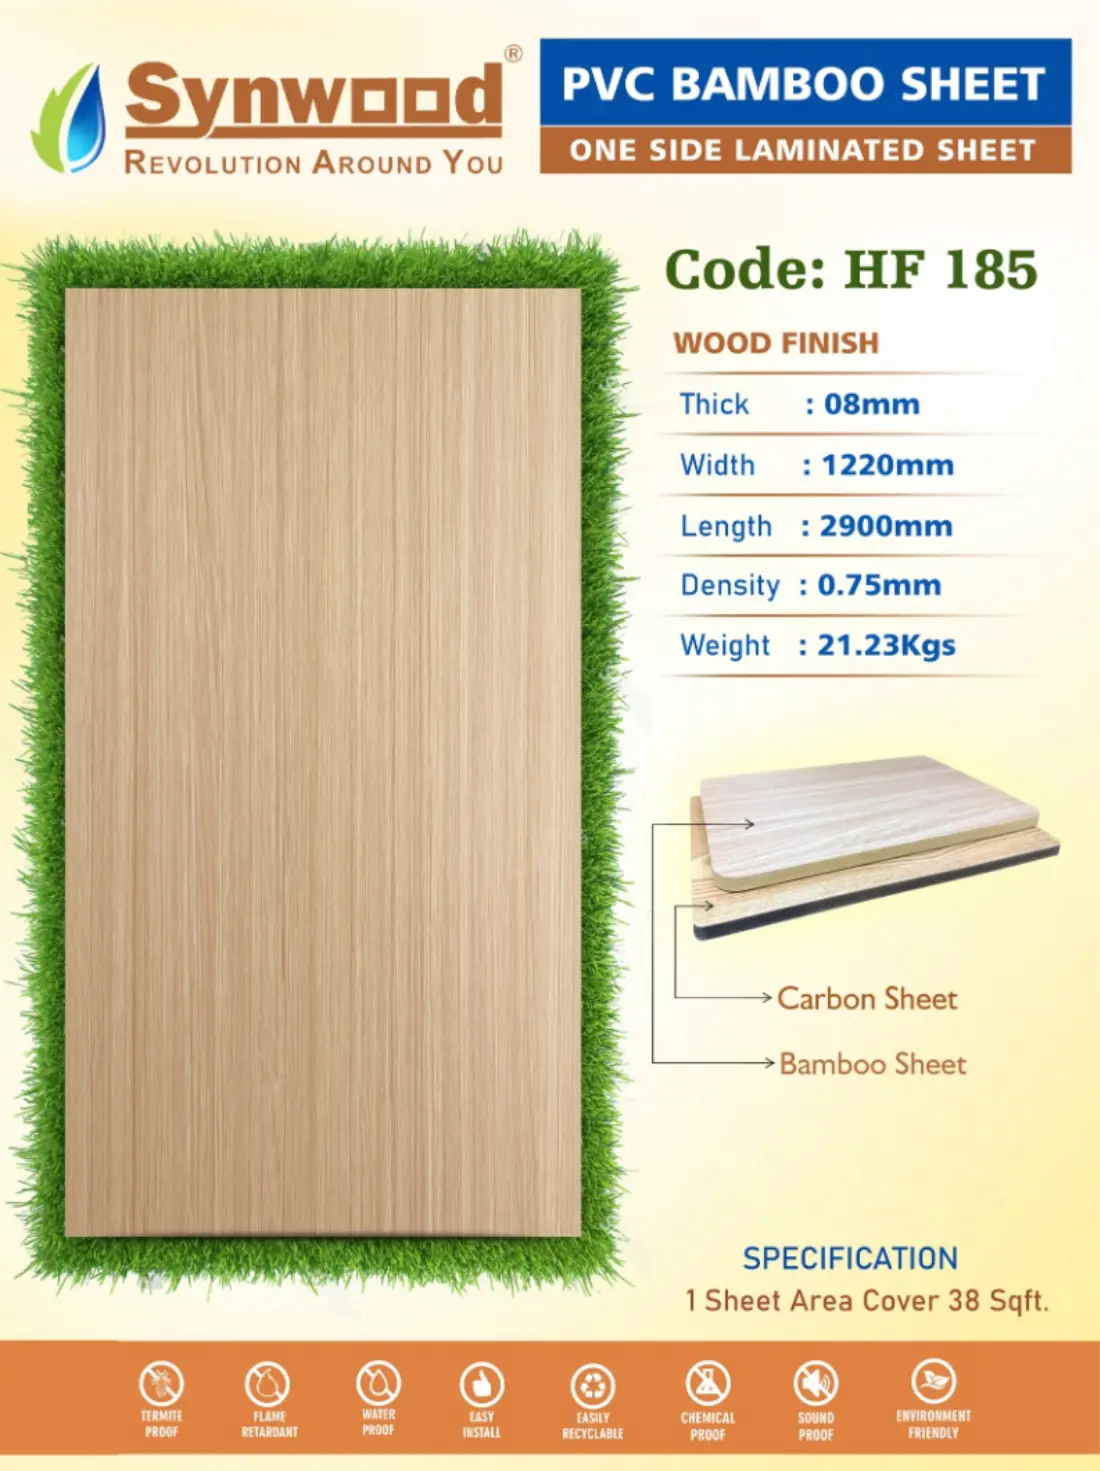 Synwood®
REVOLUTION AROUND YOU
PVC BAMBOO SHEET
ONE SIDE LAMINATED SHEET
Code: HF 185
WOOD FINISH
Thick : 08mm
Width : 1220mm
Length : 2900mm
Density : 0.75mm
Weight : 21.23Kgs
Carbon Sheet
Bamboo Sheet
SPECIFICATION
1 Sheet Area Cover 38 Sqft.
TERMITE PROOF
FLAME RETARDANT
WATER PROOF
EASY INSTALL
EASILY RECYCLABLE
CHEMICAL PROOF
SOUND PROOF
ENVIRONMENT FRIENDLY